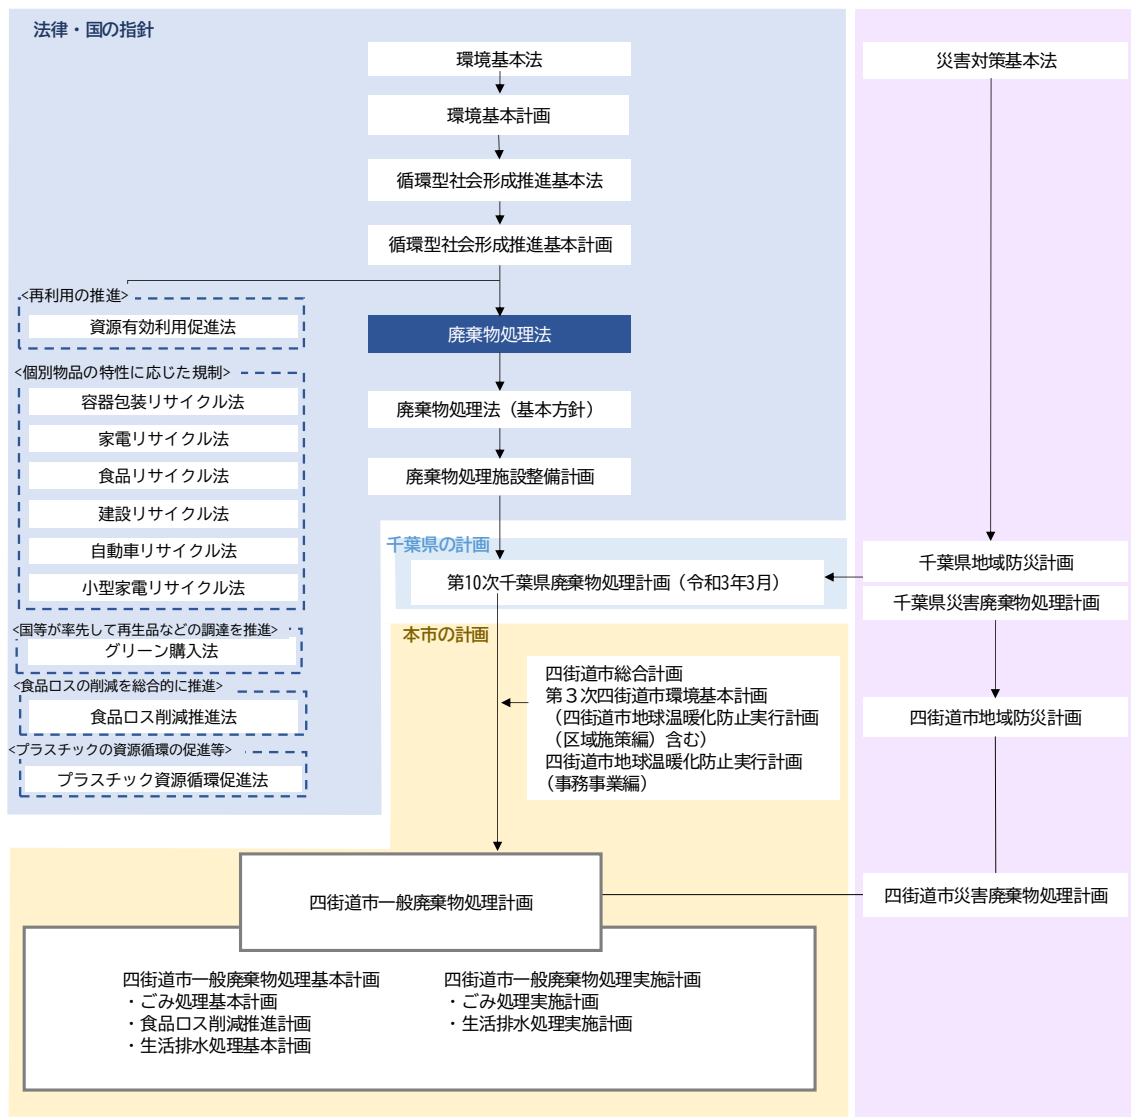 法律・国の指針
環境基本法
環境基本計画
循環型社会形成推進基本法
循環型社会形成推進基本計画
<再利用の推進>
資源有効利用促進法
廃棄物処理法
<個別物品の特性に応じた規制>
容器包装リサイクル法
家電リサイクル法
食品リサイクル法
建設リサイクル法
自動車リサイクル法
小型家電リサイクル法
廃棄物処理法（基本方針）
廃棄物処理施設整備計画
<国等が率先して再生品などの調達を推進>
グリーン購入法
<食品ロスの削減を総合的に推進>
食品ロス削減推進法
<プラスチックの資源循環の促進等>
プラスチック資源循環促進法
千葉県の計画
第10次千葉県廃棄物処理計画（令和3年3月）
本市の計画
四街道市総合計画
第３次四街道市環境基本計画
（四街道市地球温暖化防止実行計画
（区域施策編）含む）
四街道市地球温暖化防止実行計画
（事務事業編）
四街道市一般廃棄物処理計画
四街道市一般廃棄物処理基本計画
・ごみ処理基本計画
・食品ロス削減推進計画
・生活排水処理基本計画
四街道市一般廃棄物処理実施計画
・ごみ処理実施計画
・生活排水処理実施計画
災害対策基本法
千葉県地域防災計画
千葉県災害廃棄物処理計画
四街道市地域防災計画
四街道市災害廃棄物処理計画